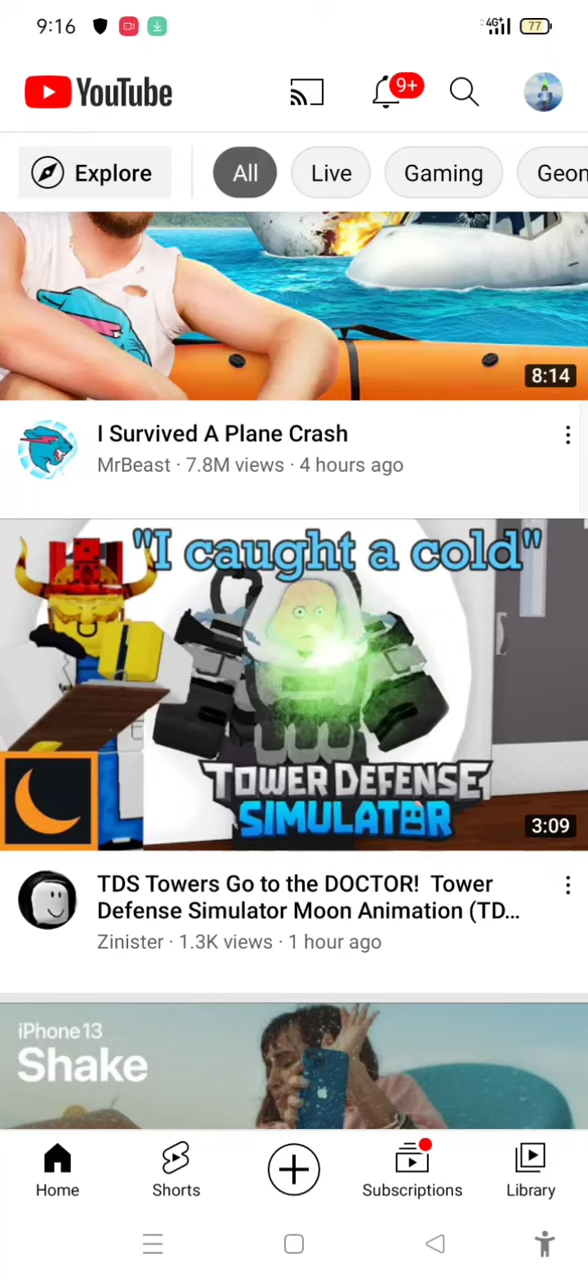 9:16
4G+
77
YouTube
9+
Explore
All
Live
Gaming
Geon
8:14
I Survived A Plane Crash
MrBeast · 7.8M views · 4 hours ago
"I caught a cold"
TOWER DEFENSE
SIMULATOR
3:09
TDS Towers Go to the DOCTOR! Tower
Defense Simulator Moon Animation (TD...
Zinister · 1.3K views · 1 hour ago
iPhone 13
Shake
Home
Shorts
Subscriptions
Library